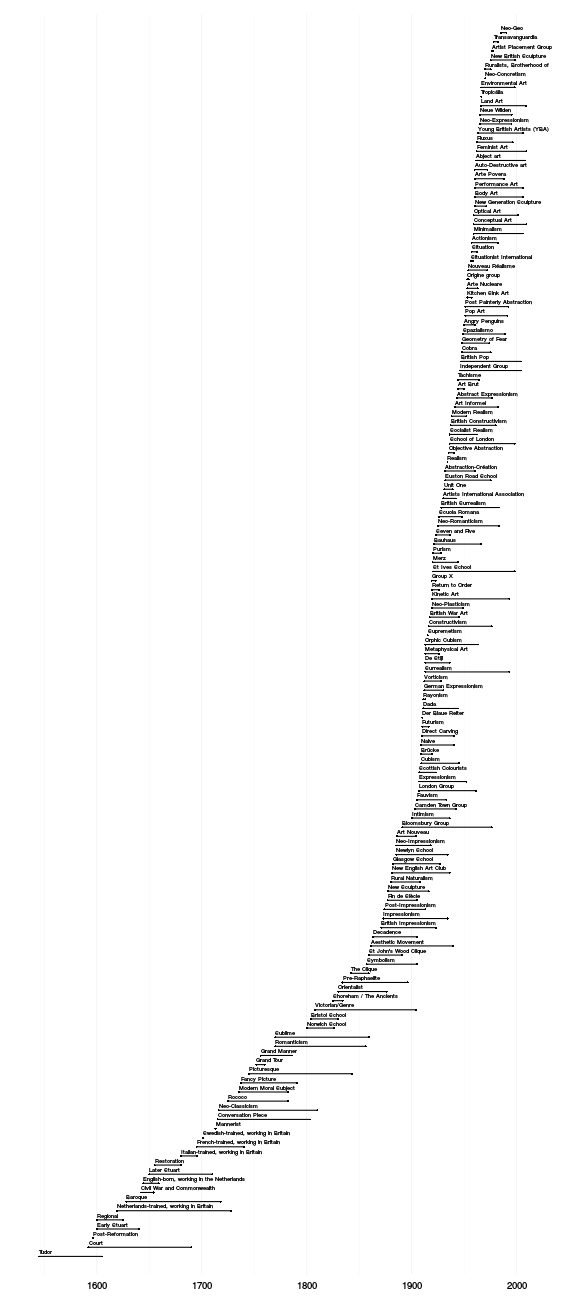 Neo-Geo
Transavanguardia
Artist Placement Group
New British Sculpture
Ruralists, Brotherhood of
Neo-Concretism
Environmental Art
Tropicália
Land Art
Neue Wilden
Neo-Expressionism
Young British Artists (YBA)
Fluxus
Feminist Art
Abject art
Auto-Destructive art
Arte Povera
Performance Art
Body Art
New Generation Sculpture
Optical Art
Conceptual Art
Minimalism
Actionism
Situation
Situationist International
Nouveau Réalisme
Origine group
Arte Nucleare
Kitchen Sink Art
Post Painterly Abstraction
Pop Art
Angry Penguins
Spazialismo
Geometry of Fear
Cobra
British Pop
Independent Group
Tachisme
Art Brut
Abstract Expressionism
Art Informel
Modern Realism
British Constructivism
Socialist Realism
School of London
Objective Abstraction
Realism
Abstraction-Création
Euston Road School
Unit One
Artists International Association
British Surrealism
Scuola Romana
Neo-Romanticism
Seven and Five
Bauhaus
Purism
Merz
St Ives School
Group X
Return to Order
Kinetic Art
Neo-Plasticism
British War Art
Constructivism
Suprematism
Orphic Cubism
Metaphysical Art
De Stijl
Surrealism
Vorticism
German Expressionism
Rayonism
Dada
Der Blaue Reiter
Futurism
Direct Carving
Naïve
Brücke
Cubism
Scottish Colourists
Expressionism
London Group
Fauvism
Camden Town Group
Intimism
Bloomsbury Group
Art Nouveau
Neo-Impressionism
Newlyn School
Glasgow School
New English Art Club
Rural Naturalism
New Sculpture
Fin de Siècle
Post-Impressionism
Impressionism
British Impressionism
Decadence
Aesthetic Movement
St John's Wood Clique
Symbolism
The Clique
Pre-Raphaelite
Orientalist
Shoreham / The Ancients
Victorian/Genre
Bristol School
Norwich School
Sublime
Romanticism
Grand Manner
Grand Tour
Picturesque
Fancy Picture
Modern Moral Subject
Rococo
Neo-Classicism
Conversation Piece
Mannerist
Swedish-trained, working in Britain
French-trained, working in Britain
Italian-trained, working in Britain
Restoration
Later Stuart
English-born, working in the Netherlands
Civil War and Commonwealth
Baroque
Netherlands-trained, working in Britain
Regional
Early Stuart
Post-Reformation
Court
Tudor
1600 1700 1800 1900 2000